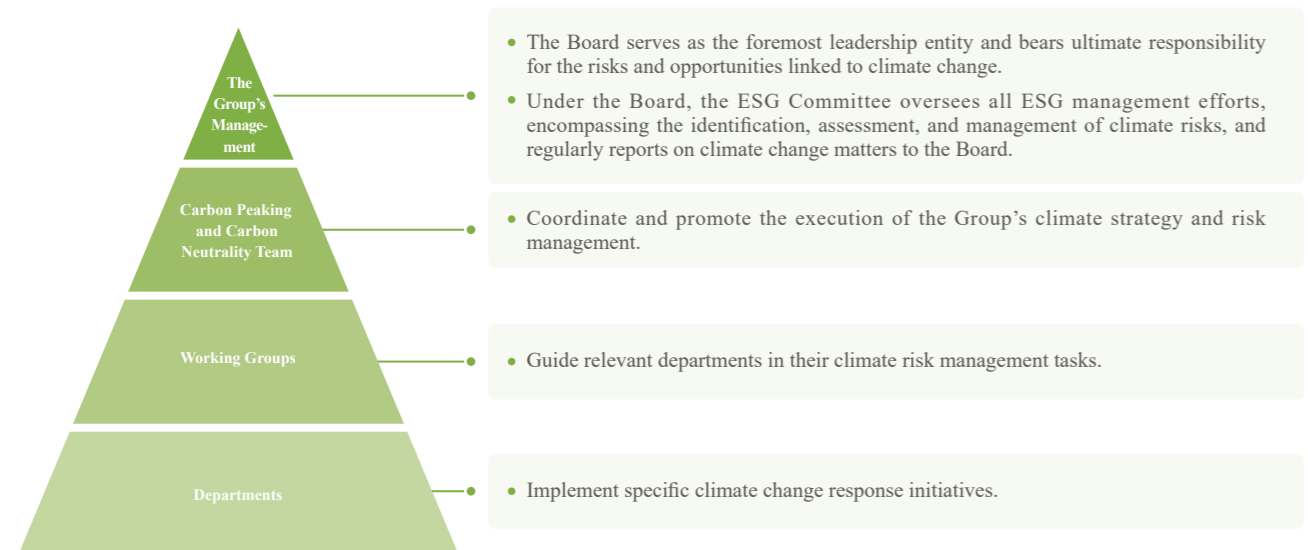 The
Group's
Manage-
ment
• The Board serves as the foremost leadership entity and bears ultimate responsibility
for the risks and opportunities linked to climate change.
• Under the Board, the ESG Committee oversees all ESG management efforts,
encompassing the identification, assessment, and management of climate risks, and
regularly reports on climate change matters to the Board.
Carbon Peaking
and Carbon
Neutrality Team
• Coordinate and promote the execution of the Group's climate strategy and risk
management.
Working Groups
• Guide relevant departments in their climate risk management tasks.
Departments
• Implement specific climate change response initiatives.